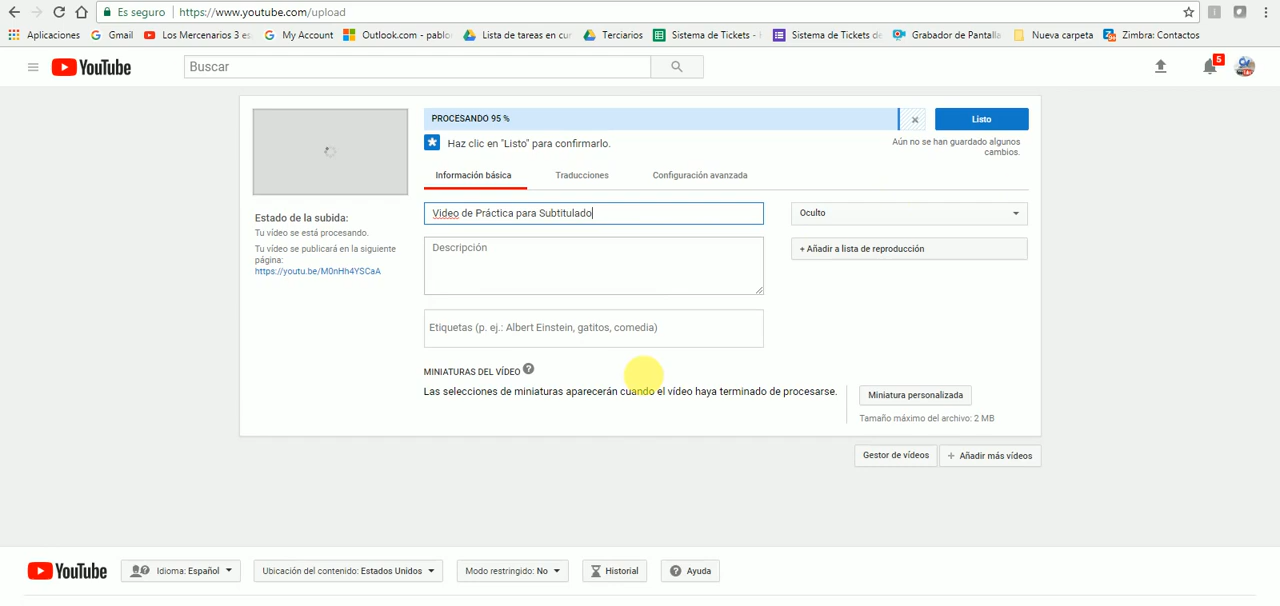 Es seguro | https://www.youtube.com/upload
Aplicaciones Gmail Los Mercenarios 3 es My Account Outlook.com - pablo Lista de tareas en cur Terciarios Sistema de Tickets - Sistema de Tickets de Grabador de Pantalla Nueva carpeta Zimbra: Contactos
YouTube Buscar 5
PROCESANDO 95 % Listo
Haz clic en "Listo" para confirmarlo. Aún no se han guardado algunos
cambios.
Información básica Traducciones Configuración avanzada
Video de Práctica para Subtitulado Oculto
Estado de la subida:
Tu vídeo se está procesando.
Tu vídeo se publicará en la siguiente
página:
https://youtu.be/M0nHh4YSCaA
Descripción + Añadir a lista de reproducción
Etiquetas (p. ej.: Albert Einstein, gatitos, comedia)
MINIATURAS DEL VÍDEO ?
Las selecciones de miniaturas aparecerán cuando el vídeo haya terminado de procesarse. Miniatura personalizada
Tamaño máximo del archivo: 2 MB
Gestor de vídeos + Añadir más vídeos
YouTube Idioma: Español Ubicación del contenido: Estados Unidos Modo restringido: No Historial ? Ayuda